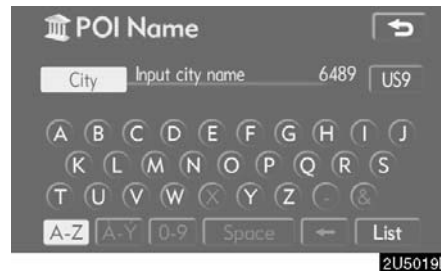 POI Name
City Input city name 6489 US9
A B C D E F G H I J
K L M N O P Q R S
T U V W X Y Z - &
A-Z À-Ý 0-9 Space ← List
2U5019